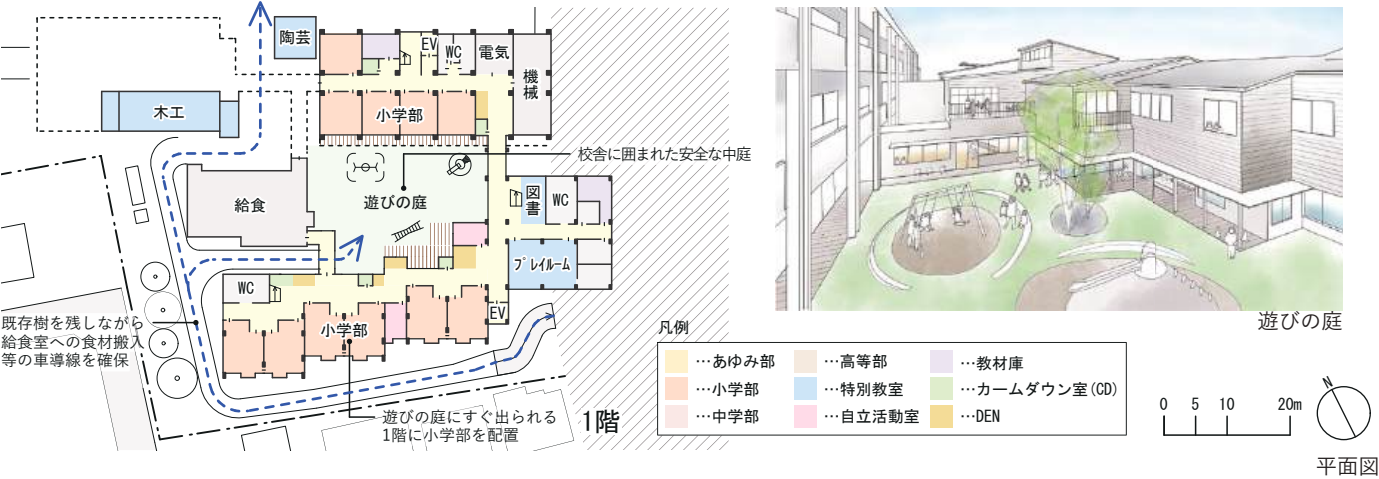 陶芸
EV
WC
電気
機械
木工
小学部
校舎に囲まれた安全な中庭
給食
遊びの庭
図書
WC
プレイルーム
WC
EV
小学部
既存樹を残しながら
給食室への食材搬入
等の車導線を確保
遊びの庭にすぐ出られる
1階に小学部を配置
1階
遊びの庭
凡例
…あゆみ部
…高等部
…教材庫
…小学部
…特別教室
…カームダウン室(CD)
…中学部
…自立活動室
…DEN
0 5 10 20m
N
平面図